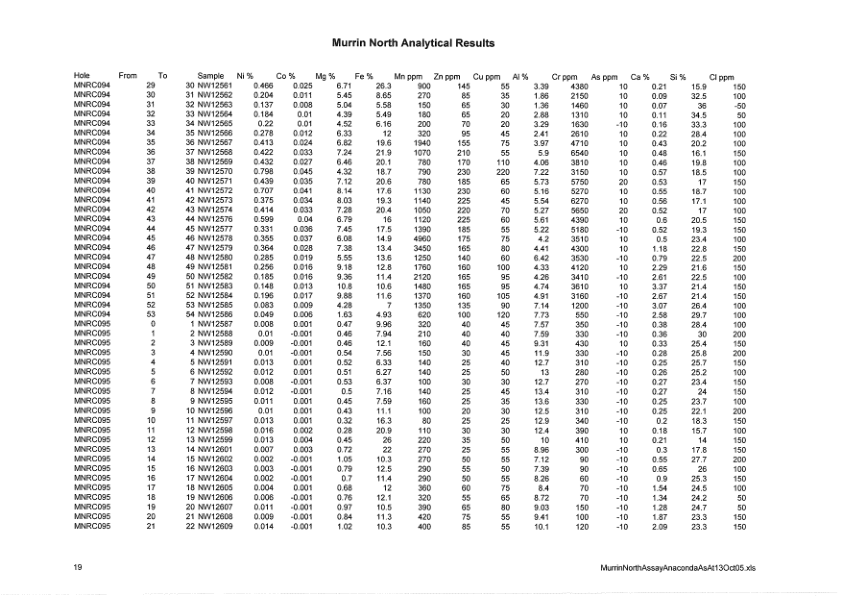 Murrin North Analytical Results
Hole From To Sample Ni % Co % Mg % Fe % Mn ppm Zn ppm Cu ppm Al % Cr ppm As ppm Ca % Si % Cl ppm
MNRC094 29 30 NW12561 0.466 0.025 6.71 26.3 900 145 55 3.39 4380 10 0.21 15.9 150
MNRC094 30 31 NW12562 0.204 0.011 5.45 8.65 270 85 35 1.86 2150 10 0.09 32.5 100
MNRC094 31 32 NW12563 0.137 0.008 5.04 5.58 150 65 30 1.36 1460 10 0.07 36 -50
MNRC094 32 33 NW12564 0.184 0.01 4.39 5.49 180 65 20 2.88 1310 10 0.11 34.5 50
MNRC094 33 34 NW12565 0.22 0.01 4.52 6.16 200 70 20 3.29 1630 -10 0.16 33.3 100
MNRC094 34 35 NW12566 0.278 0.012 6.33 12 320 95 45 2.41 2610 10 0.22 28.4 100
MNRC094 35 36 NW12567 0.413 0.024 6.82 19.6 1940 155 75 3.97 4710 10 0.43 20.2 100
MNRC094 36 37 NW12568 0.422 0.033 7.24 21.9 1070 210 55 5.9 6540 10 0.48 16.1 150
MNRC094 37 38 NW12569 0.432 0.027 6.46 20.1 780 170 110 4.06 3810 10 0.46 19.8 100
MNRC094 38 39 NW12570 0.798 0.045 4.32 18.7 790 230 220 7.22 3150 10 0.57 18.5 100
MNRC094 39 40 NW12571 0.439 0.035 7.12 20.6 780 185 65 5.73 5750 20 0.53 17 150
MNRC094 40 41 NW12572 0.707 0.041 8.14 17.6 1130 230 60 5.16 5270 10 0.55 18.7 100
MNRC094 41 42 NW12573 0.375 0.034 8.03 19.3 1140 225 45 5.54 6270 10 0.56 17.1 100
MNRC094 42 43 NW12574 0.414 0.033 7.28 20.4 1050 220 70 5.27 5650 20 0.52 17 100
MNRC094 43 44 NW12576 0.599 0.04 6.79 16 1120 225 60 5.61 4390 10 0.6 20.5 150
MNRC094 44 45 NW12577 0.331 0.036 7.45 17.5 1390 185 55 5.22 5180 -10 0.52 19.3 150
MNRC094 45 46 NW12578 0.355 0.037 6.08 14.9 4960 175 75 4.2 3510 10 0.5 23.4 100
MNRC094 46 47 NW12579 0.364 0.028 7.38 13.4 3450 165 80 4.41 4300 10 1.18 22.8 150
MNRC094 47 48 NW12580 0.285 0.019 5.55 13.6 1250 140 60 6.42 3530 -10 0.79 22.5 200
MNRC094 48 49 NW12581 0.256 0.016 9.18 12.8 1760 160 100 4.33 4120 10 2.29 21.6 150
MNRC094 49 50 NW12582 0.185 0.016 9.36 11.4 2120 165 95 4.26 3410 -10 2.61 22.5 100
MNRC094 50 51 NW12583 0.148 0.013 10.8 10.6 1480 165 95 4.74 3610 10 3.37 21.4 150
MNRC094 51 52 NW12584 0.196 0.017 9.88 11.6 1370 160 105 4.91 3160 -10 2.67 21.4 150
MNRC094 52 53 NW12585 0.083 0.009 4.28 7 1350 135 90 7.14 1200 -10 3.07 26.4 100
MNRC094 53 54 NW12586 0.049 0.006 1.63 4.93 620 100 120 7.73 550 -10 2.58 29.7 100
MNRC095 0 1 NW12587 0.008 0.001 0.47 9.96 320 40 45 7.57 350 -10 0.38 28.4 100
MNRC095 1 2 NW12588 0.01 -0.001 0.46 7.94 210 40 40 7.59 330 -10 0.36 30 200
MNRC095 2 3 NW12589 0.009 -0.001 0.46 12.1 160 40 45 9.31 430 10 0.33 25.4 150
MNRC095 3 4 NW12590 0.01 -0.001 0.54 7.56 150 30 45 11.9 330 -10 0.28 25.8 200
MNRC095 4 5 NW12591 0.013 0.001 0.52 6.33 140 25 40 12.7 310 -10 0.25 25.7 150
MNRC095 5 6 NW12592 0.012 0.001 0.51 6.27 140 25 50 13 280 -10 0.26 25.2 100
MNRC095 6 7 NW12593 0.008 -0.001 0.53 6.37 100 30 30 12.7 270 -10 0.27 23.4 150
MNRC095 7 8 NW12594 0.012 -0.001 0.5 7.16 140 25 45 13.4 310 -10 0.27 24 150
MNRC095 8 9 NW12595 0.011 0.001 0.45 7.59 160 25 35 13.6 330 -10 0.25 23.7 100
MNRC095 9 10 NW12596 0.01 0.001 0.43 11.1 100 20 30 12.5 310 -10 0.25 22.1 200
MNRC095 10 11 NW12597 0.013 0.001 0.32 16.3 80 25 25 12.9 340 -10 0.2 18.3 150
MNRC095 11 12 NW12598 0.016 0.002 0.28 20.9 110 30 30 12.4 390 10 0.18 15.7 100
MNRC095 12 13 NW12599 0.013 0.004 0.45 26 220 35 50 10 410 10 0.21 14 150
MNRC095 13 14 NW12601 0.007 0.003 0.72 22 270 25 55 8.96 300 -10 0.3 17.8 150
MNRC095 14 15 NW12602 0.002 -0.001 1.05 10.3 270 50 55 7.12 90 -10 0.55 27.7 200
MNRC095 15 16 NW12603 0.003 -0.001 0.79 12.5 290 55 50 7.39 90 -10 0.65 26 100
MNRC095 16 17 NW12604 0.002 -0.001 0.7 11.4 290 50 55 8.26 60 -10 0.9 25.3 150
MNRC095 17 18 NW12605 0.004 0.001 0.68 12 360 60 75 8.4 70 -10 1.54 24.5 100
MNRC095 18 19 NW12606 0.006 -0.001 0.76 12.1 320 55 65 8.72 70 -10 1.34 24.2 50
MNRC095 19 20 NW12607 0.011 -0.001 0.97 10.5 390 65 80 9.03 150 -10 1.28 24.7 50
MNRC095 20 21 NW12608 0.009 -0.001 0.84 11.3 420 75 55 9.41 100 -10 1.87 23.3 150
MNRC095 21 22 NW12609 0.014 -0.001 1.02 10.3 400 85 55 10.1 120 -10 2.09 23.3 150
19 MurrinNorthAssayAnacondaAsAt13Oct05.xls